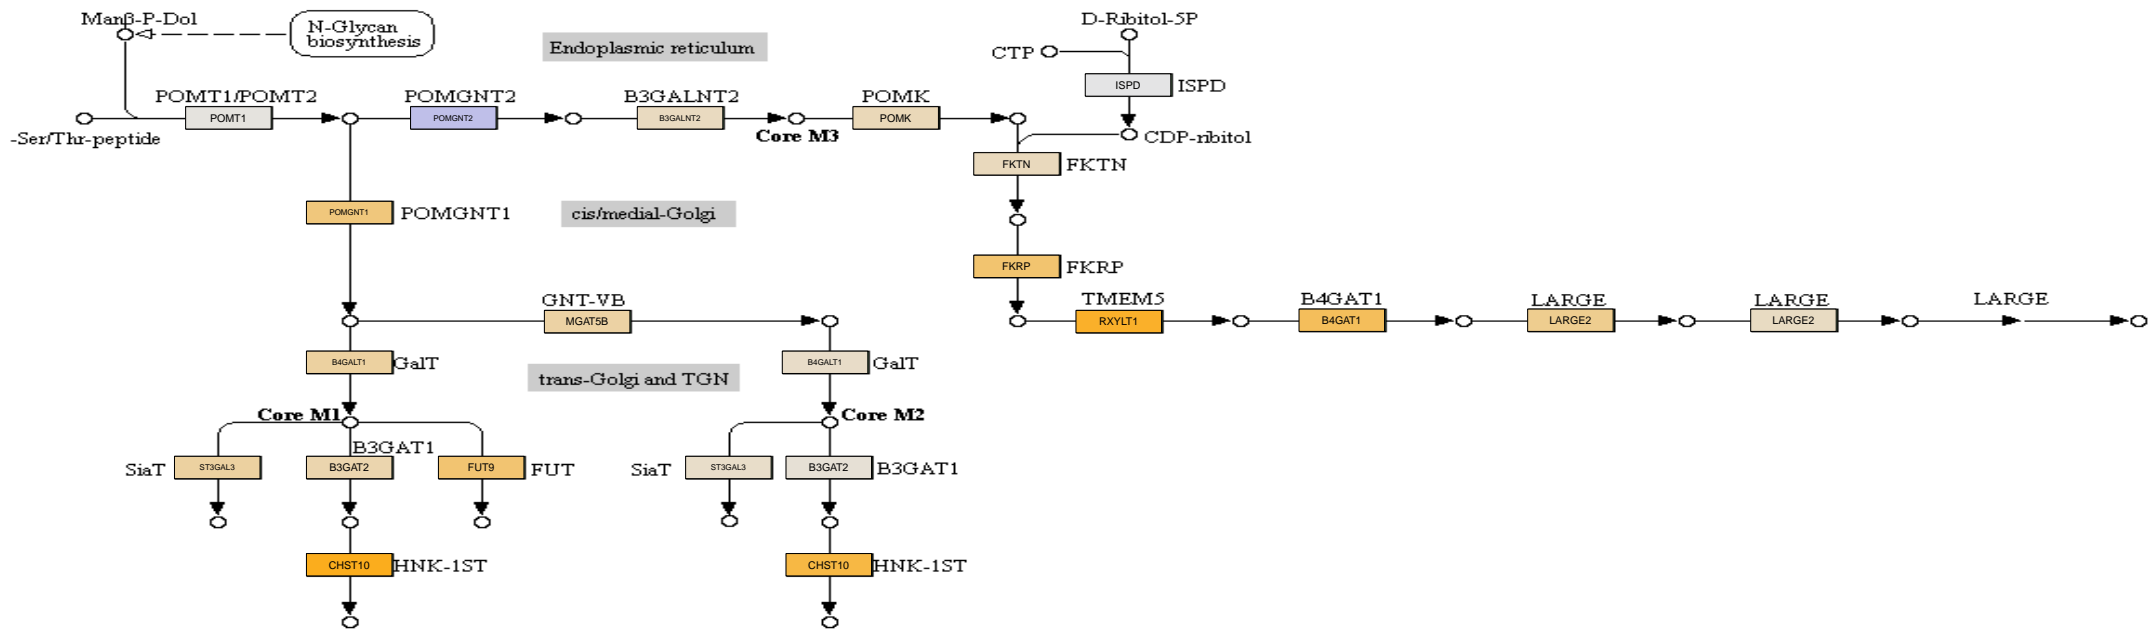 Manβ-P-Dol
N-Glycan
biosynthesis
D-Ribitol-5P
Endoplasmic reticulum
CTP
ISPD
ISPD
POMT1/POMT2
POMGNT2
B3GALNT2
POMK
POMT1
POMGNT2
B3GALNT2
POMK
-Ser/Thr-peptide
Core M3
CDP-ribitol
FKTN
FKTN
POMGNT1
POMGNT1
cis/medial-Golgi
FKRP
FKRP
GNT-VB
TMEM5
B4GAT1
LARGE
LARGE
LARGE
MGAT5B
RXYLT1
B4GAT1
LARGE2
LARGE2
B4GALT1
GalT
B4GALT1
GalT
trans-Golgi and TGN
Core M1
Core M2
B3GAT1
SiaT
ST3GAL3
B3GAT2
FUT9
FUT
SiaT
ST3GAL3
B3GAT2
B3GAT1
CHST10
HNK-1ST
CHST10
HNK-1ST